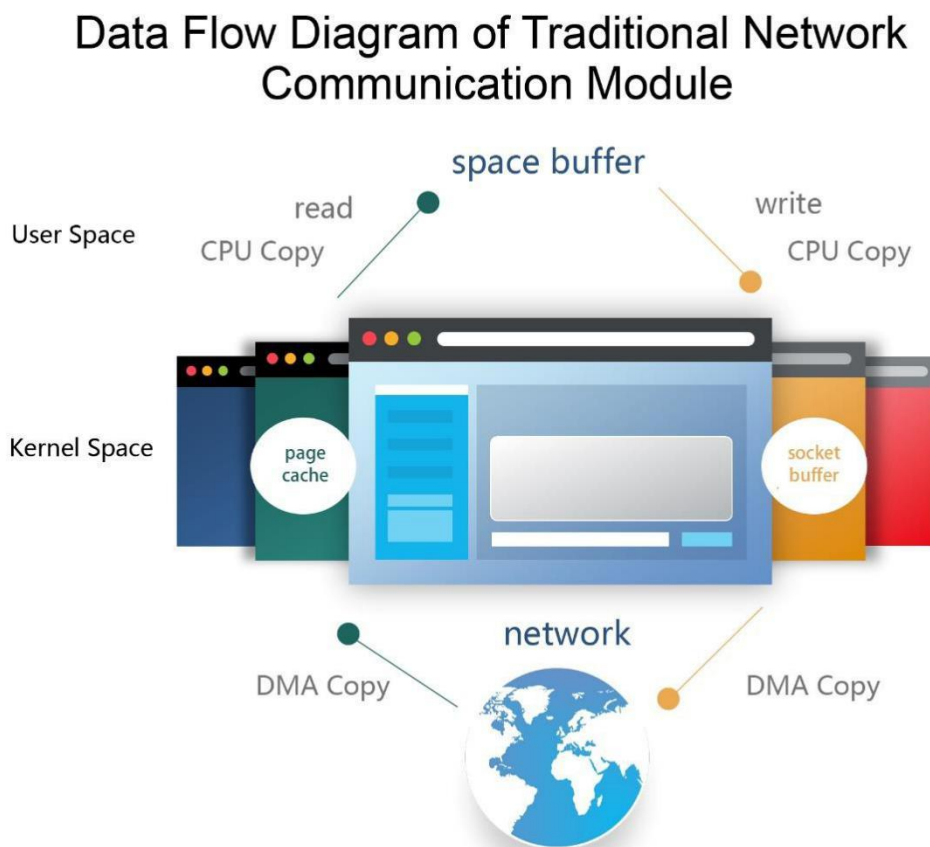 Data Flow Diagram of Traditional Network
Communication Module
space buffer
read
write
User Space
CPU Copy
CPU Copy
Kernel Space
page
cache
socket
buffer
network
DMA Copy
DMA Copy